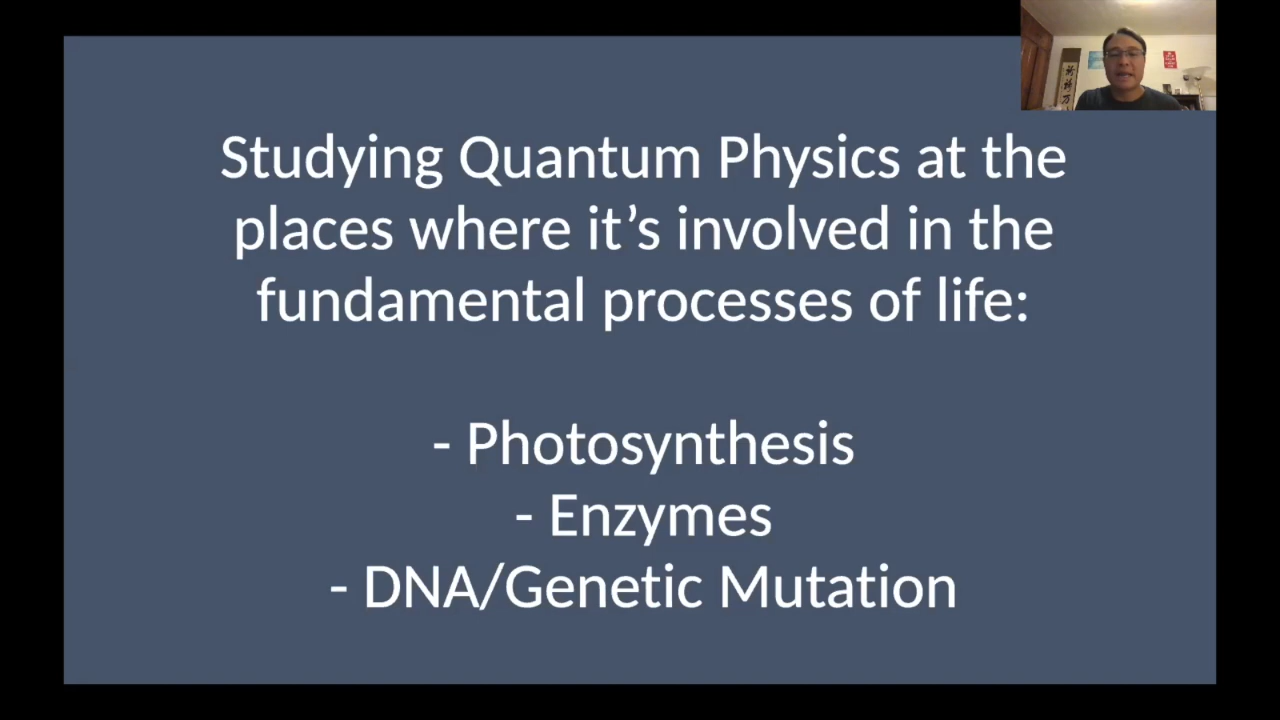 Studying Quantum Physics at the
places where it’s involved in the
fundamental processes of life:
- Photosynthesis
- Enzymes
- DNA/Genetic Mutation